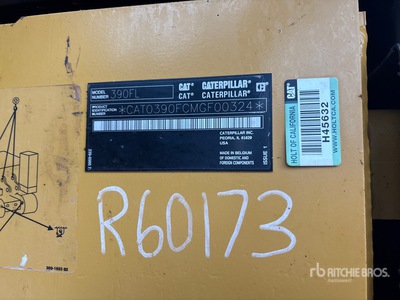 MODEL NUMBER 390FL CAT® CATERPILLAR®
CAT® CATERPILLAR®
PRODUCT IDENTIFICATION NUMBER *CAT0390FCMGF00324*
CATERPILLAR INC.
PEORIA, IL 61629
USA
MADE IN BELGIUM
OF DOMESTIC AND
FOREIGN COMPONENTS
ISSUE 1
CAT
HOLT OF CALIFORNIA
H45632
R60173
rb RITCHIE BROS.